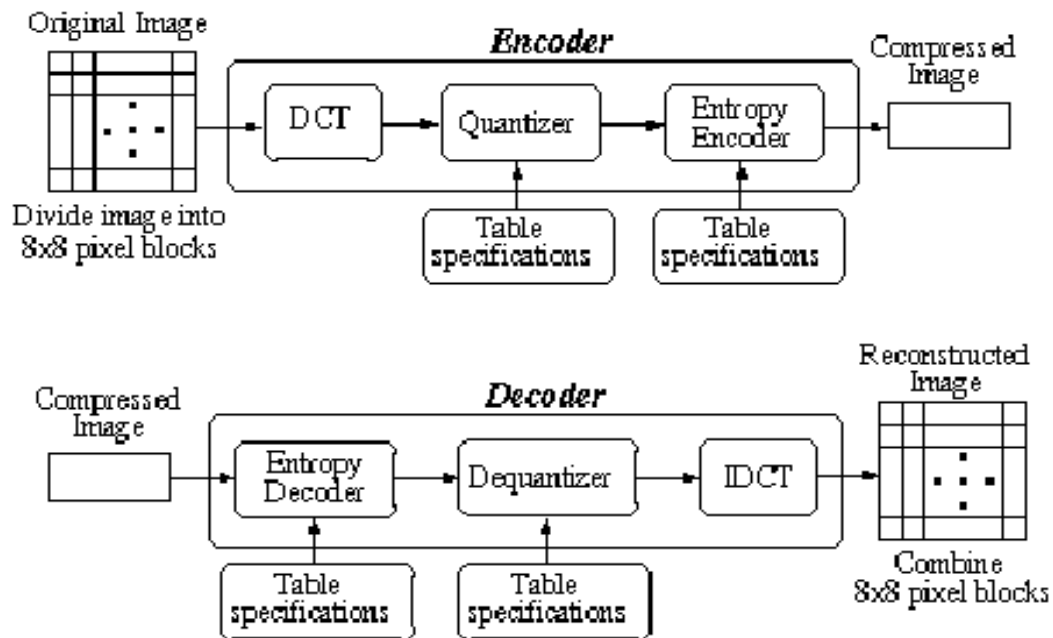 Original Image
Encoder
Compressed
Image
DCT
Quantizer
Entropy
Encoder
Divide image into
8x8 pixel blocks
Table
specifications
Table
specifications
Reconstructed
Image
Decoder
Compressed
Image
Entropy
Decoder
Dequantizer
IDCT
Table
specifications
Table
specifications
Combine
8x8 pixel blocks